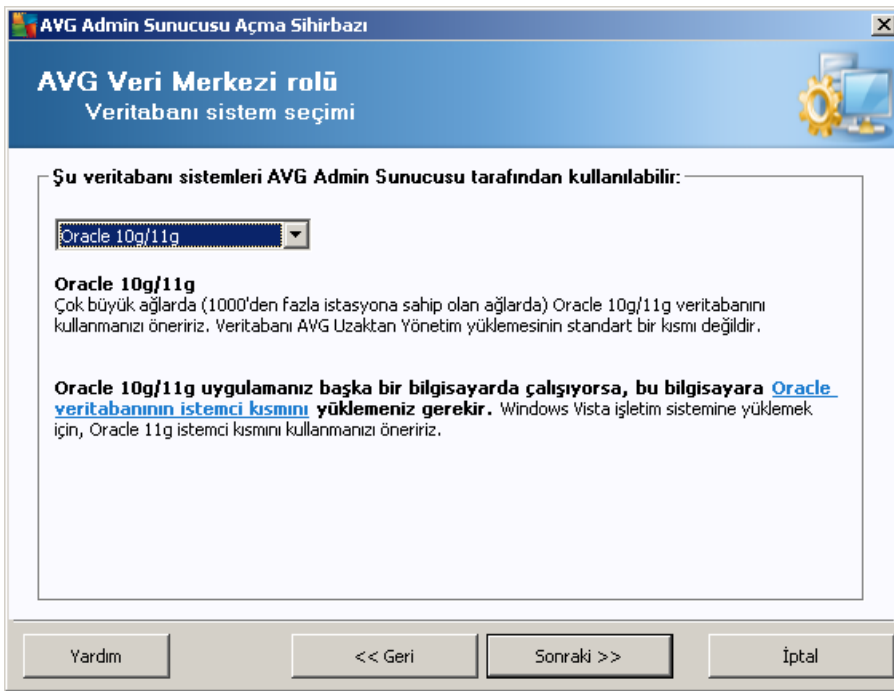 AVG Admin Sunucusu Açma Sihirbazı
AVG Veri Merkezi rolü
Veritabanı sistem seçimi
Şu veritabanı sistemleri AVG Admin Sunucusu tarafından kullanılabilir:
Oracle 10g/11g
Oracle 10g/11g
Çok büyük ağlarda (1000'den fazla istasyona sahip olan ağlarda) Oracle 10g/11g veritabanını
kullanmanızı öneririz. Veritabanı AVG Uzaktan Yönetim yüklemesinin standart bir kısmı değildir.
Oracle 10g/11g uygulamanız başka bir bilgisayarda çalışıyorsa, bu bilgisayara Oracle
veritabanının istemci kısmını yüklemeniz gerekir. Windows Vista işletim sistemine yüklemek
için, Oracle 11g istemci kısmını kullanmanızı öneririz.
Yardım
<< Geri
Sonraki >>
İptal